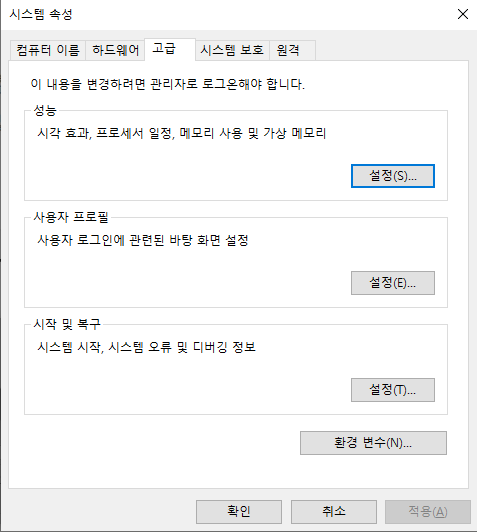 시스템 속성
컴퓨터 이름 하드웨어 고급 시스템 보호 원격
이 내용을 변경하려면 관리자로 로그온해야 합니다.
성능
시각 효과, 프로세서 일정, 메모리 사용 및 가상 메모리
설정(S)...
사용자 프로필
사용자 로그인에 관련된 바탕 화면 설정
설정(E)...
시작 및 복구
시스템 시작, 시스템 오류 및 디버깅 정보
설정(T)...
환경 변수(N)...
확인 취소 적용(A)